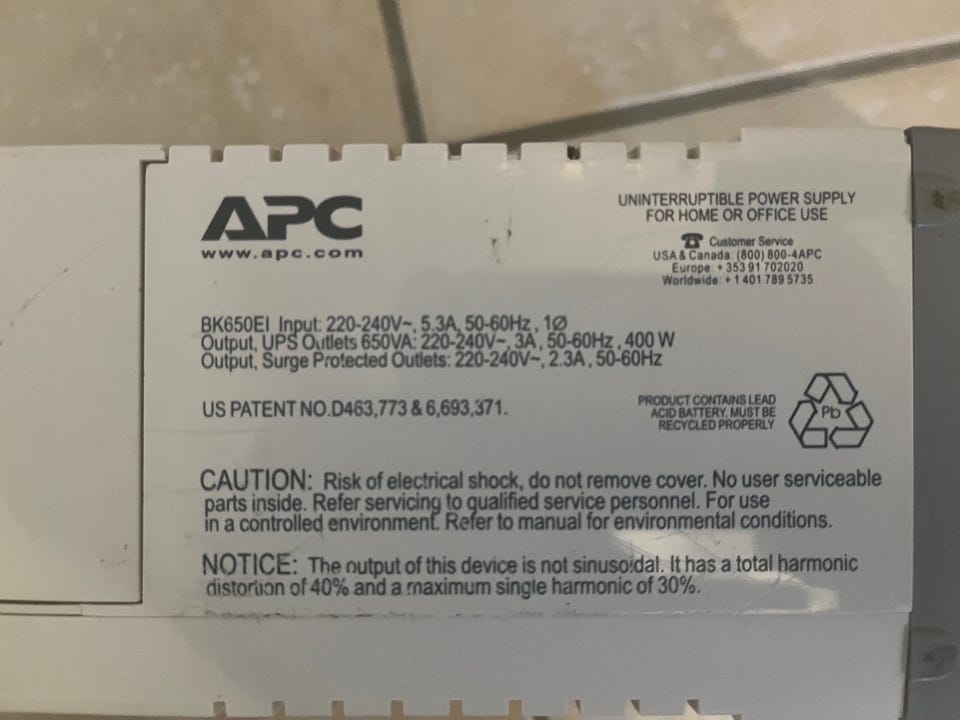 APC
www.apc.com
UNINTERRUPTIBLE POWER SUPPLY
FOR HOME OR OFFICE USE
☎ Customer Service
USA & Canada: (800) 800-4APC
Europe: + 353 91 702020
Worldwide: + 1 401 789 5735
BK650EI Input: 220-240V~, 5.3A, 50-60Hz , 1Ø
Output, UPS Outlets 650VA: 220-240V~, 3A, 50-60Hz , 400 W
Output, Surge Protected Outlets: 220-240V~, 2.3A , 50-60Hz
US PATENT NO.D463,773 & 6,693,371.
PRODUCT CONTAINS LEAD
ACID BATTERY. MUST BE
RECYCLED PROPERLY
Pb
CAUTION: Risk of electrical shock, do not remove cover. No user serviceable
parts inside. Refer servicing to qualified service personnel. For use
in a controlled environment. Refer to manual for environmental conditions.
NOTICE: The output of this device is not sinusoidal. It has a total harmonic
distortion of 40% and a maximum single harmonic of 30%.